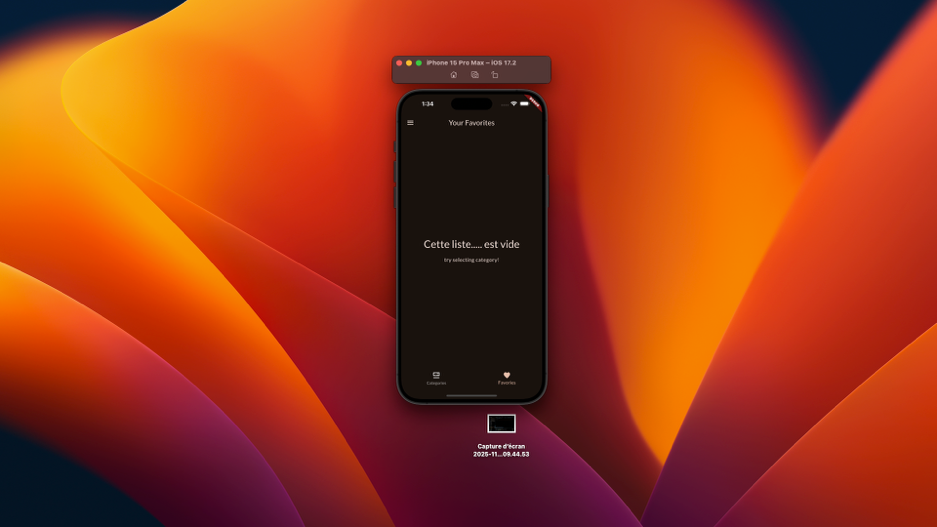 iPhone 15 Pro Max – iOS 17.2
1:34
Your Favorites
Cette liste..... est vide
try selecting category!
Categories
Favories
Capture d'écran
2025-11...09.44.53